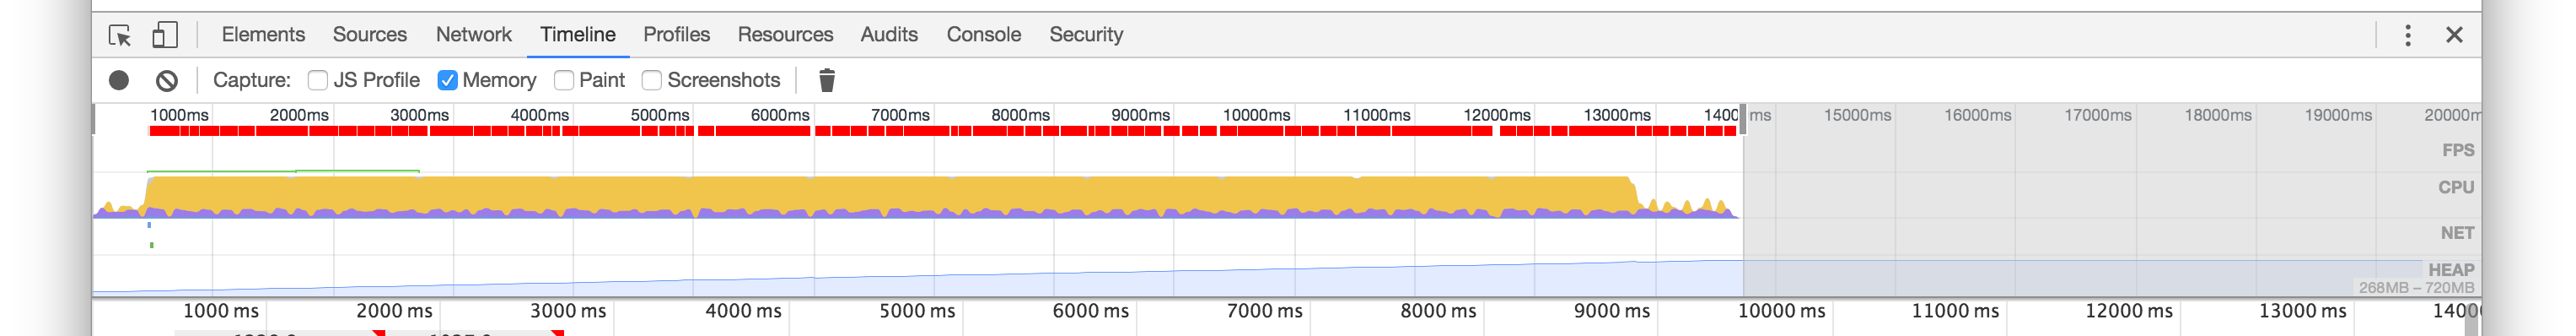 Elements Sources Network Timeline Profiles Resources Audits Console Security
Capture: JS Profile Memory Paint Screenshots
1000ms 2000ms 3000ms 4000ms 5000ms 6000ms 7000ms 8000ms 9000ms 10000ms 11000ms 12000ms 13000ms 1400 ms 15000ms 16000ms 17000ms 18000ms 19000ms 20000m
FPS
CPU
NET
HEAP
268MB – 720MB
1000 ms 2000 ms 3000 ms 4000 ms 5000 ms 6000 ms 7000 ms 8000 ms 9000 ms 10000 ms 11000 ms 12000 ms 13000 ms 1400